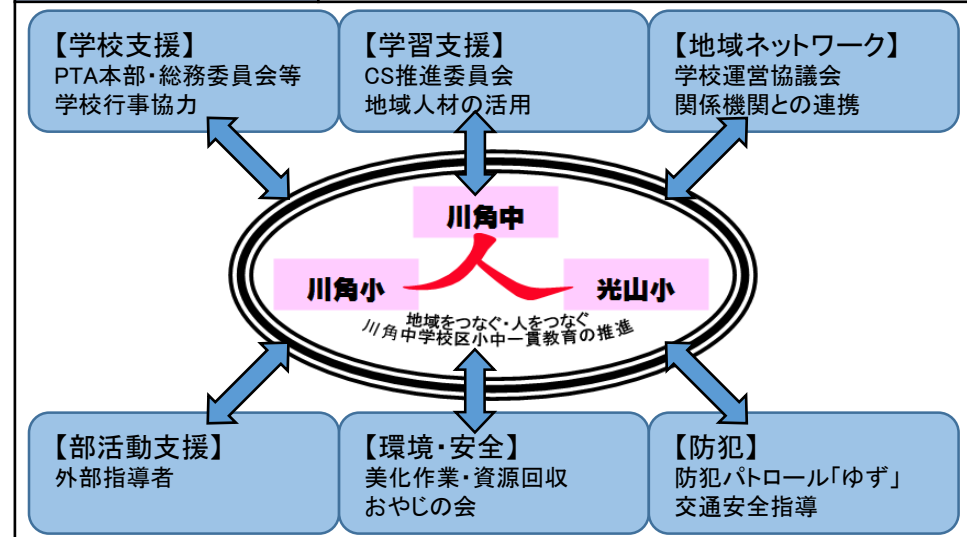 【学校支援】
PTA本部・総務委員会等
学校行事協力
【学習支援】
CS推進委員会
地域人材の活用
【地域ネットワーク】
学校運営協議会
関係機関との連携
川角中
人
川角小
光山小
地域をつなぐ・人をつなぐ
川角中学校区小中一貫教育の推進
【部活動支援】
外部指導者
【環境・安全】
美化作業・資源回収
おやじの会
【防犯】
防犯パトロール「ゆず」
交通安全指導